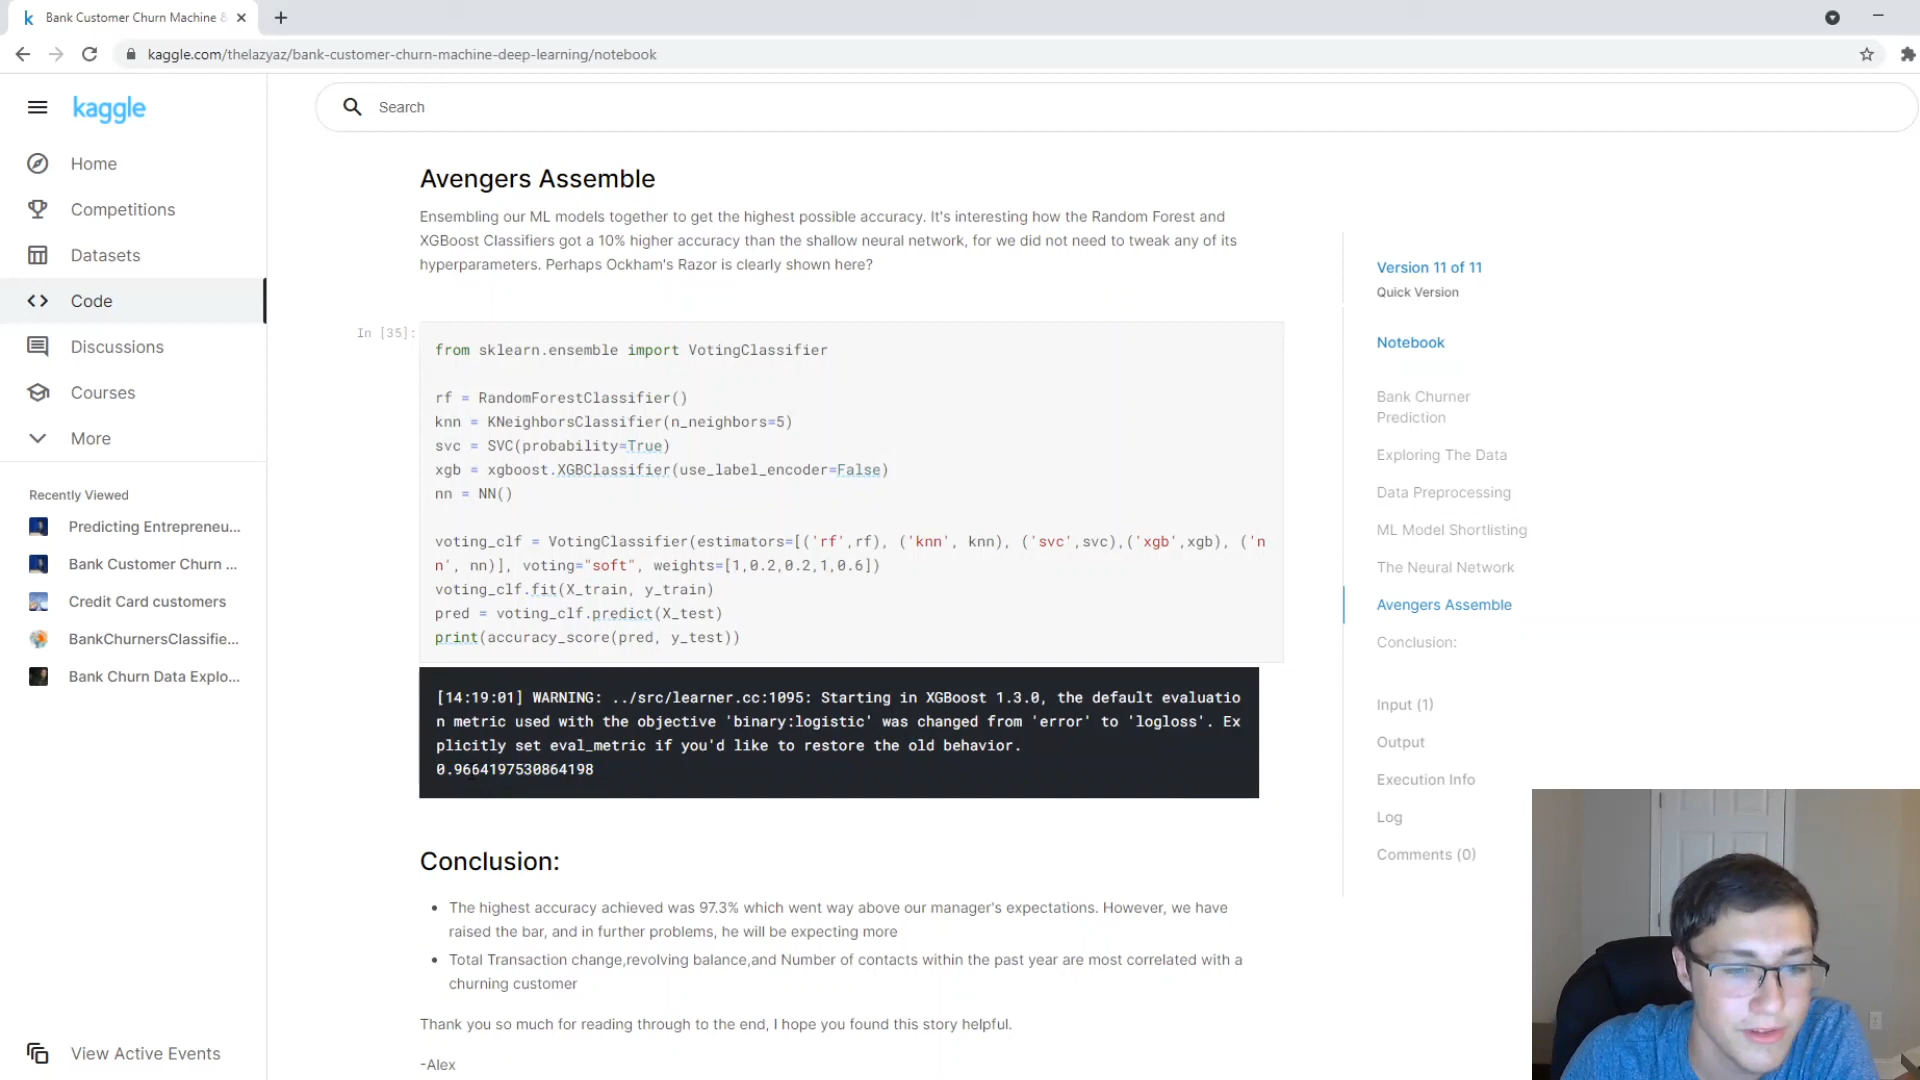 Bank Customer Churn Machine &
kaggle.com/thelazyaz/bank-customer-churn-machine-deep-learning/notebook
kaggle
Search
Home
Competitions
Datasets
Code
Discussions
Courses
More
Recently Viewed
Predicting Entrepreneu...
Bank Customer Churn ...
Credit Card customers
BankChurnersClassifie...
Bank Churn Data Explo...
View Active Events
Avengers Assemble
Ensembling our ML models together to get the highest possible accuracy. It's interesting how the Random Forest and
XGBoost Classifiers got a 10% higher accuracy than the shallow neural network, for we did not need to tweak any of its
hyperparameters. Perhaps Ockham's Razor is clearly shown here?
In [35]:
from sklearn.ensemble import VotingClassifier
rf = RandomForestClassifier()
knn = KNeighborsClassifier(n_neighbors=5)
svc = SVC(probability=True)
xgb = xgboost.XGBClassifier(use_label_encoder=False)
nn = NN()
voting_clf = VotingClassifier(estimators=[('rf',rf), ('knn', knn), ('svc',svc),('xgb',xgb), ('n
n', nn)], voting="soft", weights=[1,0.2,0.2,1,0.6])
voting_clf.fit(X_train, y_train)
pred = voting_clf.predict(X_test)
print(accuracy_score(pred, y_test))
[14:19:01] WARNING: ../src/learner.cc:1095: Starting in XGBoost 1.3.0, the default evaluatio
n metric used with the objective 'binary:logistic' was changed from 'error' to 'logloss'. Ex
plicitly set eval_metric if you'd like to restore the old behavior.
0.9664197530864198
Conclusion:
• The highest accuracy achieved was 97.3% which went way above our manager's expectations. However, we have
raised the bar, and in further problems, he will be expecting more
• Total Transaction change,revolving balance,and Number of contacts within the past year are most correlated with a
churning customer
Thank you so much for reading through to the end, I hope you found this story helpful.
-Alex
Version 11 of 11
Quick Version
Notebook
Bank Churner
Prediction
Exploring The Data
Data Preprocessing
ML Model Shortlisting
The Neural Network
Avengers Assemble
Conclusion:
Input (1)
Output
Execution Info
Log
Comments (0)